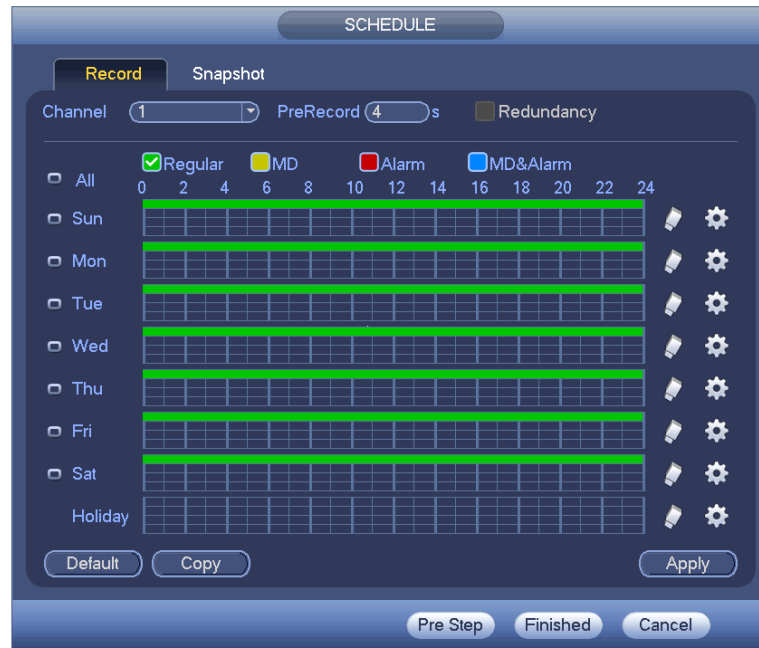 SCHEDULE
Record Snapshot
Channel 1 PreRecord 4 s Redundancy
Regular MD Alarm MD&Alarm
All 0 2 4 6 8 10 12 14 16 18 20 22 24
Sun
Mon
Tue
Wed
Thu
Fri
Sat
Holiday
Default Copy Apply
Pre Step Finished Cancel